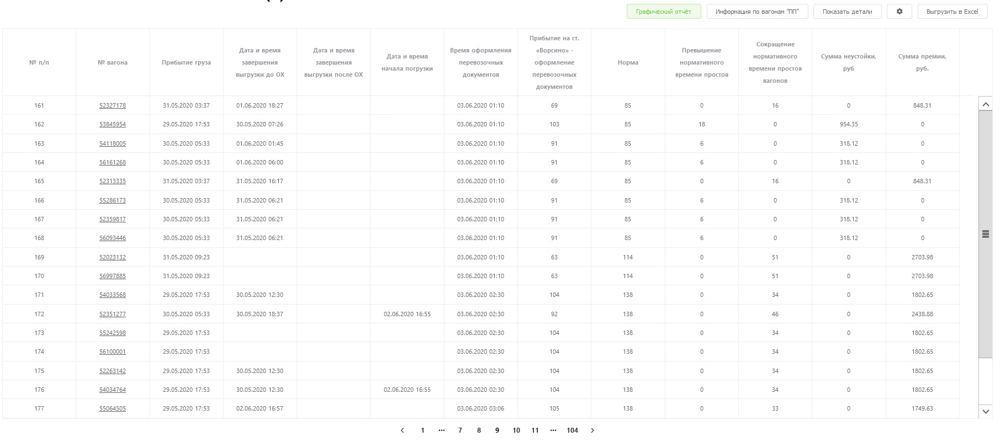 Графический отчёт Информация по вагонам "ПП" Показать детали Выгрузить в Excel
№ п/п
№ вагона
Прибытие груза
Дата и время
завершения
выгрузки до ОХ
Дата и время
завершения
выгрузки после ОХ
Дата и время
начала погрузки
Время оформления
перевозочных
документов
Прибытие на ст.
«Ворсино» -
оформление
перевозочных
документов
Норма
Превышение
нормативного
времени простоя
Сокращение
нормативного
времени простоя
вагонов
Сумма неустойки,
руб
Сумма премии,
руб.
161 52327178 31.05.2020 03:37 01.06.2020 18:27 03.06.2020 01:10 69 85 0 16 0 848.31
162 53845954 29.05.2020 17:53 30.05.2020 07:26 03.06.2020 01:10 103 85 18 0 954.35 0
163 54118005 30.05.2020 05:33 01.06.2020 01:45 03.06.2020 01:10 91 85 6 0 318.12 0
164 56161268 30.05.2020 05:33 01.06.2020 06:00 03.06.2020 01:10 91 85 6 0 318.12 0
165 52313335 31.05.2020 03:37 31.05.2020 16:17 03.06.2020 01:10 69 85 0 16 0 848.31
166 55286173 30.05.2020 05:33 31.05.2020 06:21 03.06.2020 01:10 91 85 6 0 318.12 0
167 52359817 30.05.2020 05:33 31.05.2020 06:21 03.06.2020 01:10 91 85 6 0 318.12 0
168 56093446 30.05.2020 05:33 31.05.2020 06:21 03.06.2020 01:10 91 85 6 0 318.12 0
169 52023132 31.05.2020 09:23 03.06.2020 01:10 63 114 0 51 0 2703.98
170 56997885 31.05.2020 09:23 03.06.2020 01:10 63 114 0 51 0 2703.98
171 54033568 29.05.2020 17:53 30.05.2020 12:30 03.06.2020 02:30 104 138 0 34 0 1802.65
172 52351277 30.05.2020 05:33 30.05.2020 18:37 02.06.2020 16:55 03.06.2020 02:30 92 138 0 46 0 2438.88
173 55242598 29.05.2020 17:53 03.06.2020 02:30 104 138 0 34 0 1802.65
174 56100001 29.05.2020 17:53 03.06.2020 02:30 104 138 0 34 0 1802.65
175 52263142 29.05.2020 17:53 30.05.2020 12:30 03.06.2020 02:30 104 138 0 34 0 1802.65
176 54034764 29.05.2020 17:53 30.05.2020 12:30 02.06.2020 16:55 03.06.2020 02:30 104 138 0 34 0 1802.65
177 55064505 29.05.2020 17:53 02.06.2020 16:57 03.06.2020 03:06 105 138 0 33 0 1749.63
1 ··· 7 8 9 10 11 ··· 104